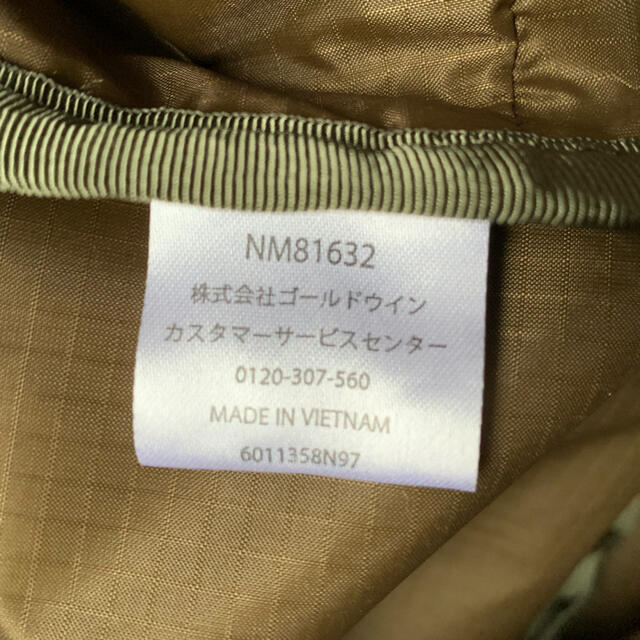 NM81632
株式会社ゴールドウイン
カスタマーサービスセンター
0120-307-560
MADE IN VIETNAM
6011358N97